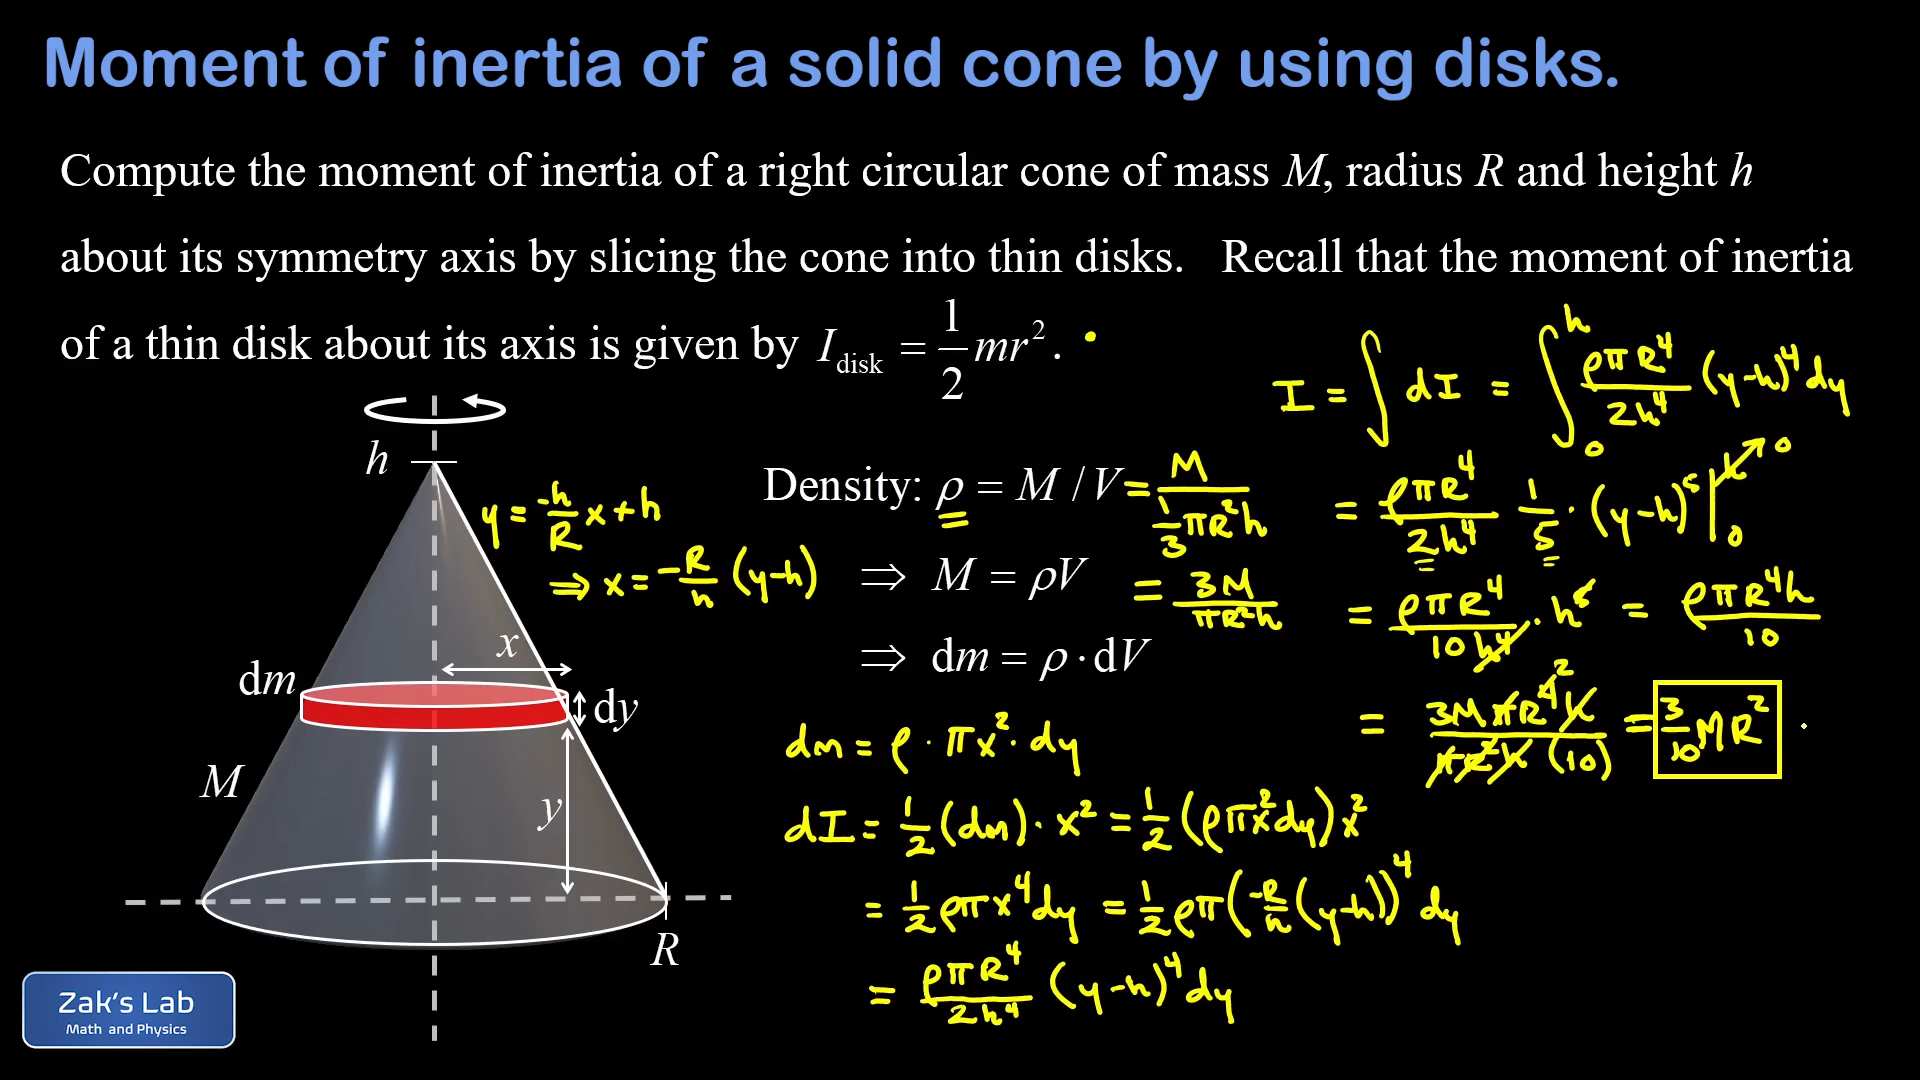 Moment of inertia of a solid cone by using disks.
Compute the moment of inertia of a right circular cone of mass M, radius R and height h
about its symmetry axis by slicing the cone into thin disks. Recall that the moment of inertia
of a thin disk about its axis is given by I_disk = 1/2 mr².
h
y = -h/R x + h
⇒ x = -R/h (y-h)
x
dm
dy
M
y
R
Density: ρ = M / V = M / (1/3 πR²h)
⇒ M = ρV
= 3M / πR²h
⇒ dm = ρ · dV
dm = ρ · πx² · dy
dI = 1/2 (dm) · x² = 1/2 (ρπx²dy) x²
= 1/2 ρπx⁴dy = 1/2 ρπ(-R/h (y-h))⁴ dy
= ρπR⁴/2h⁴ (y-h)⁴ dy
I = ∫ dI = ∫₀ʰ ρπR⁴/2h⁴ (y-h)⁴ dy
= ρπR⁴/2h⁴ 1/5 · (y-h)⁵ |₀ʰ 0
= ρπR⁴/10h⁴ · h⁵ = ρπR⁴h/10
= 3MπR⁴h / πR²h (10) = 3/10 MR²
Zak's Lab
Math and Physics